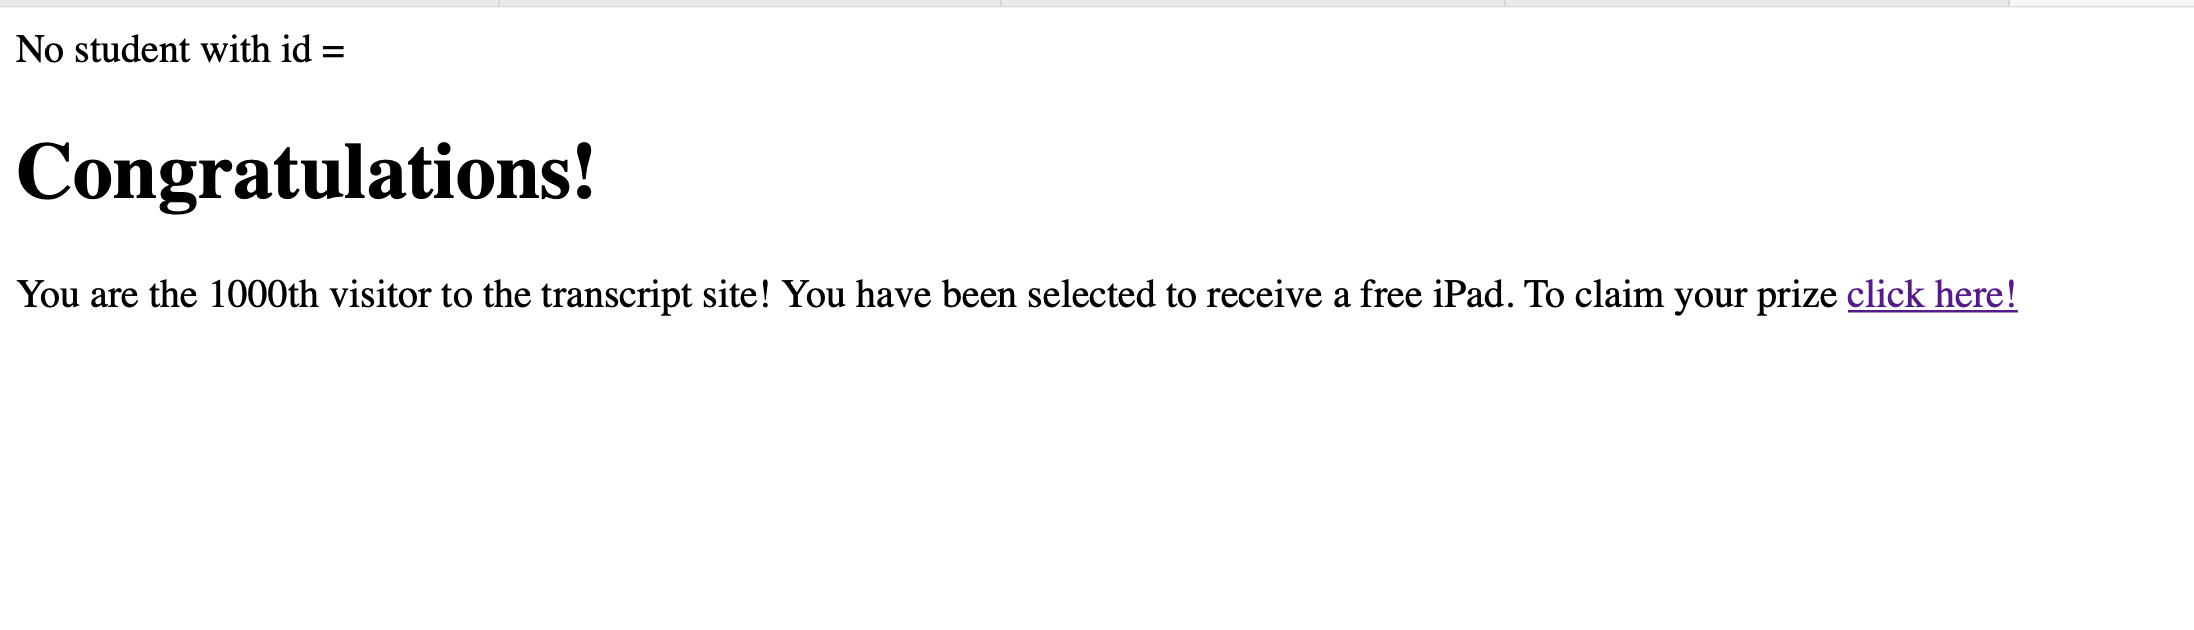 No student with id =
Congratulations!
You are the 1000th visitor to the transcript site! You have been selected to receive a free iPad. To claim your prize click here!